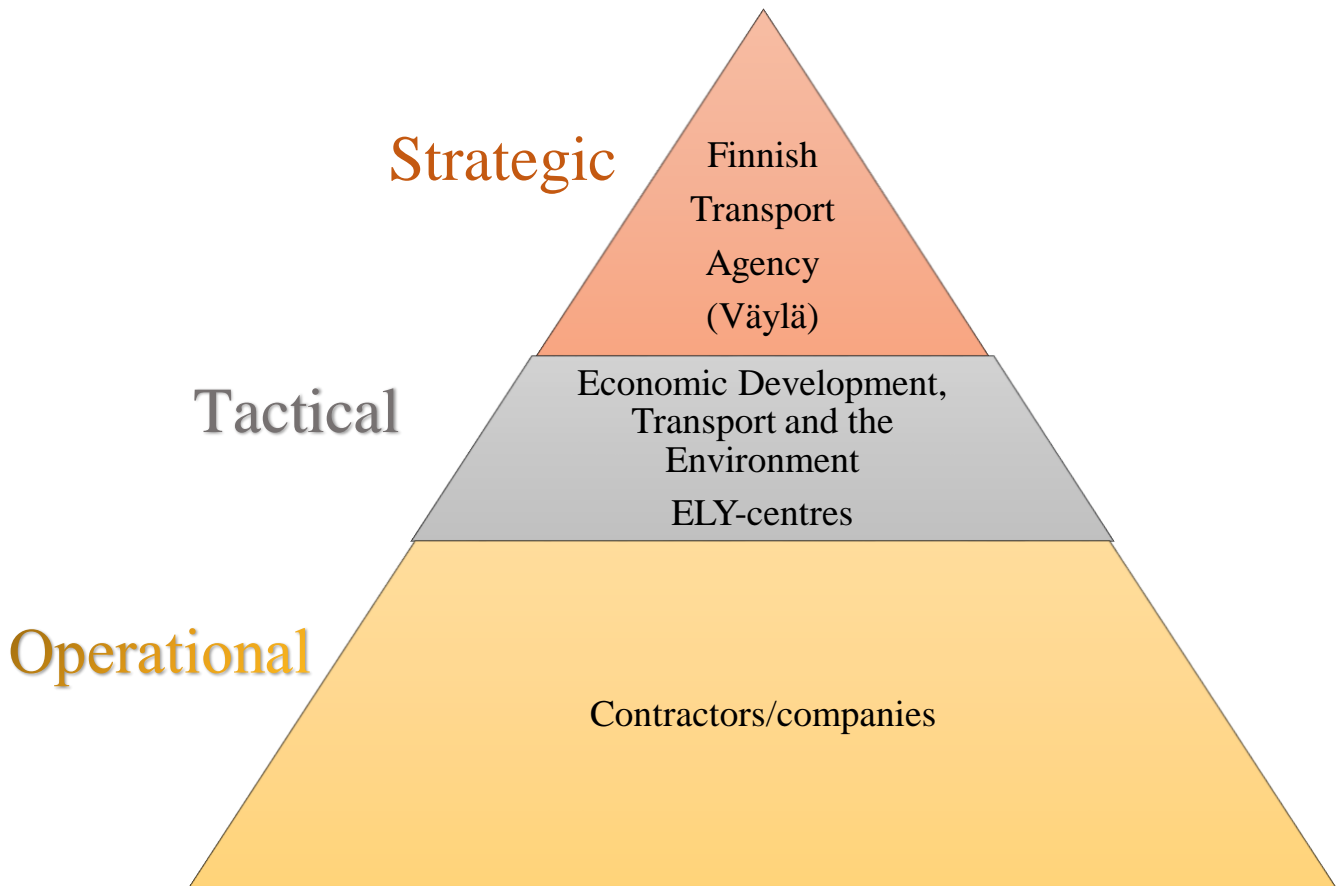 Strategic
Finnish
Transport
Agency
(Väylä)
Tactical
Economic Development,
Transport and the
Environment
ELY-centres
Operational
Contractors/companies